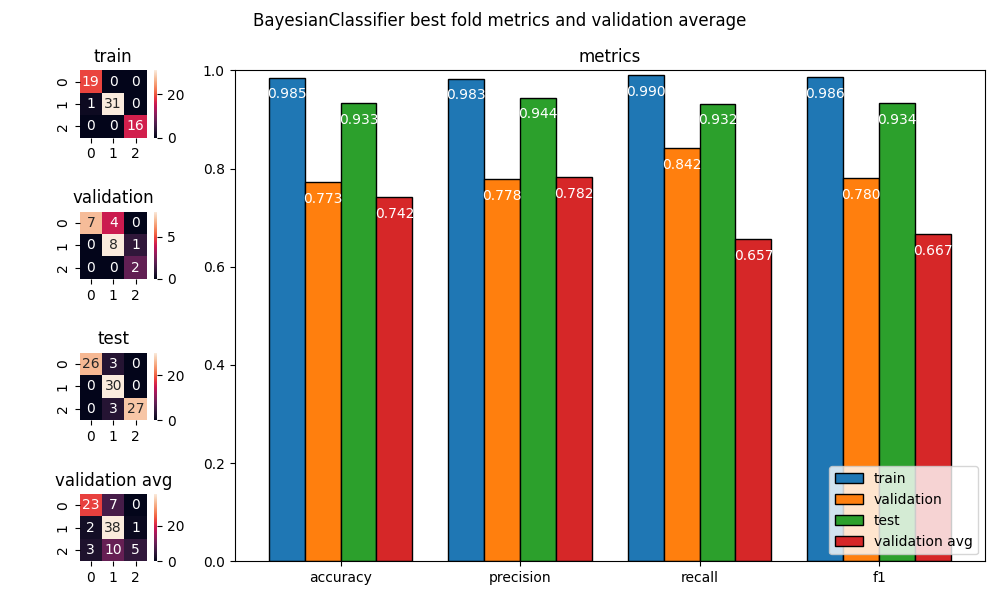 BayesianClassifier best fold metrics and validation average
train
0 19 0 0
1 1 31 0
2 0 0 16
0 1 2
20
0
validation
0 7 4 0
1 0 8 1
2 0 0 2
0 1 2
5
0
test
0 26 3 0
1 0 30 0
2 0 3 27
0 1 2
20
0
validation avg
0 23 7 0
1 2 38 1
2 3 10 5
0 1 2
20
0
metrics
1.0
0.8
0.6
0.4
0.2
0.0
0.985 0.773 0.933 0.742
0.983 0.778 0.944 0.782
0.990 0.842 0.932 0.657
0.986 0.780 0.934 0.667
accuracy precision recall f1
train
validation
test
validation avg